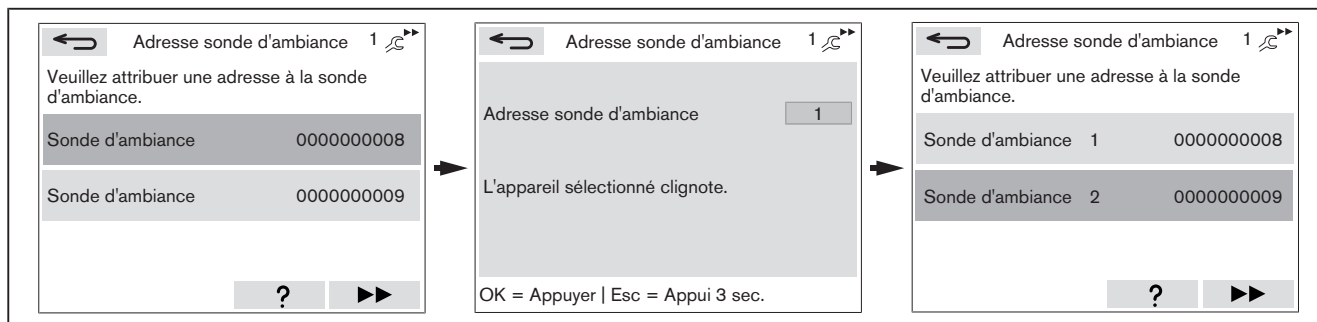 Adresse sonde d'ambiance 1
Veuillez attribuer une adresse à la sonde
d'ambiance.
Sonde d'ambiance 0000000008
Sonde d'ambiance 0000000009
?
Adresse sonde d'ambiance 1
Adresse sonde d'ambiance 1
L'appareil sélectionné clignote.
OK = Appuyer | Esc = Appui 3 sec.
Adresse sonde d'ambiance 1
Veuillez attribuer une adresse à la sonde
d'ambiance.
Sonde d'ambiance 1 0000000008
Sonde d'ambiance 2 0000000009
?